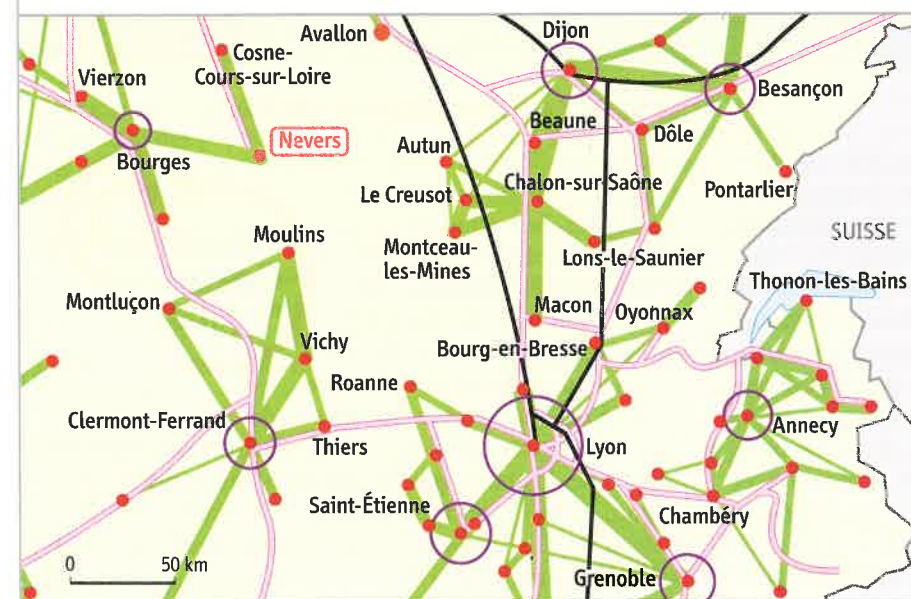 Avallon
Dijon
Cosne-
Cours-sur-Loire
Vierzon
Besançon
Nevers
Beaune
Dôle
Bourges
Autun
Le Creusot
Chalon-sur-Saône
Pontarlier
Montceau-
les-Mines
Lons-le-Saunier
SUISSE
Moulins
Thonon-les-Bains
Montluçon
Macon
Oyonnax
Vichy
Bourg-en-Bresse
Roanne
Clermont-Ferrand
Thiers
Lyon
Annecy
Saint-Étienne
Chambéry
0 50 km
Grenoble